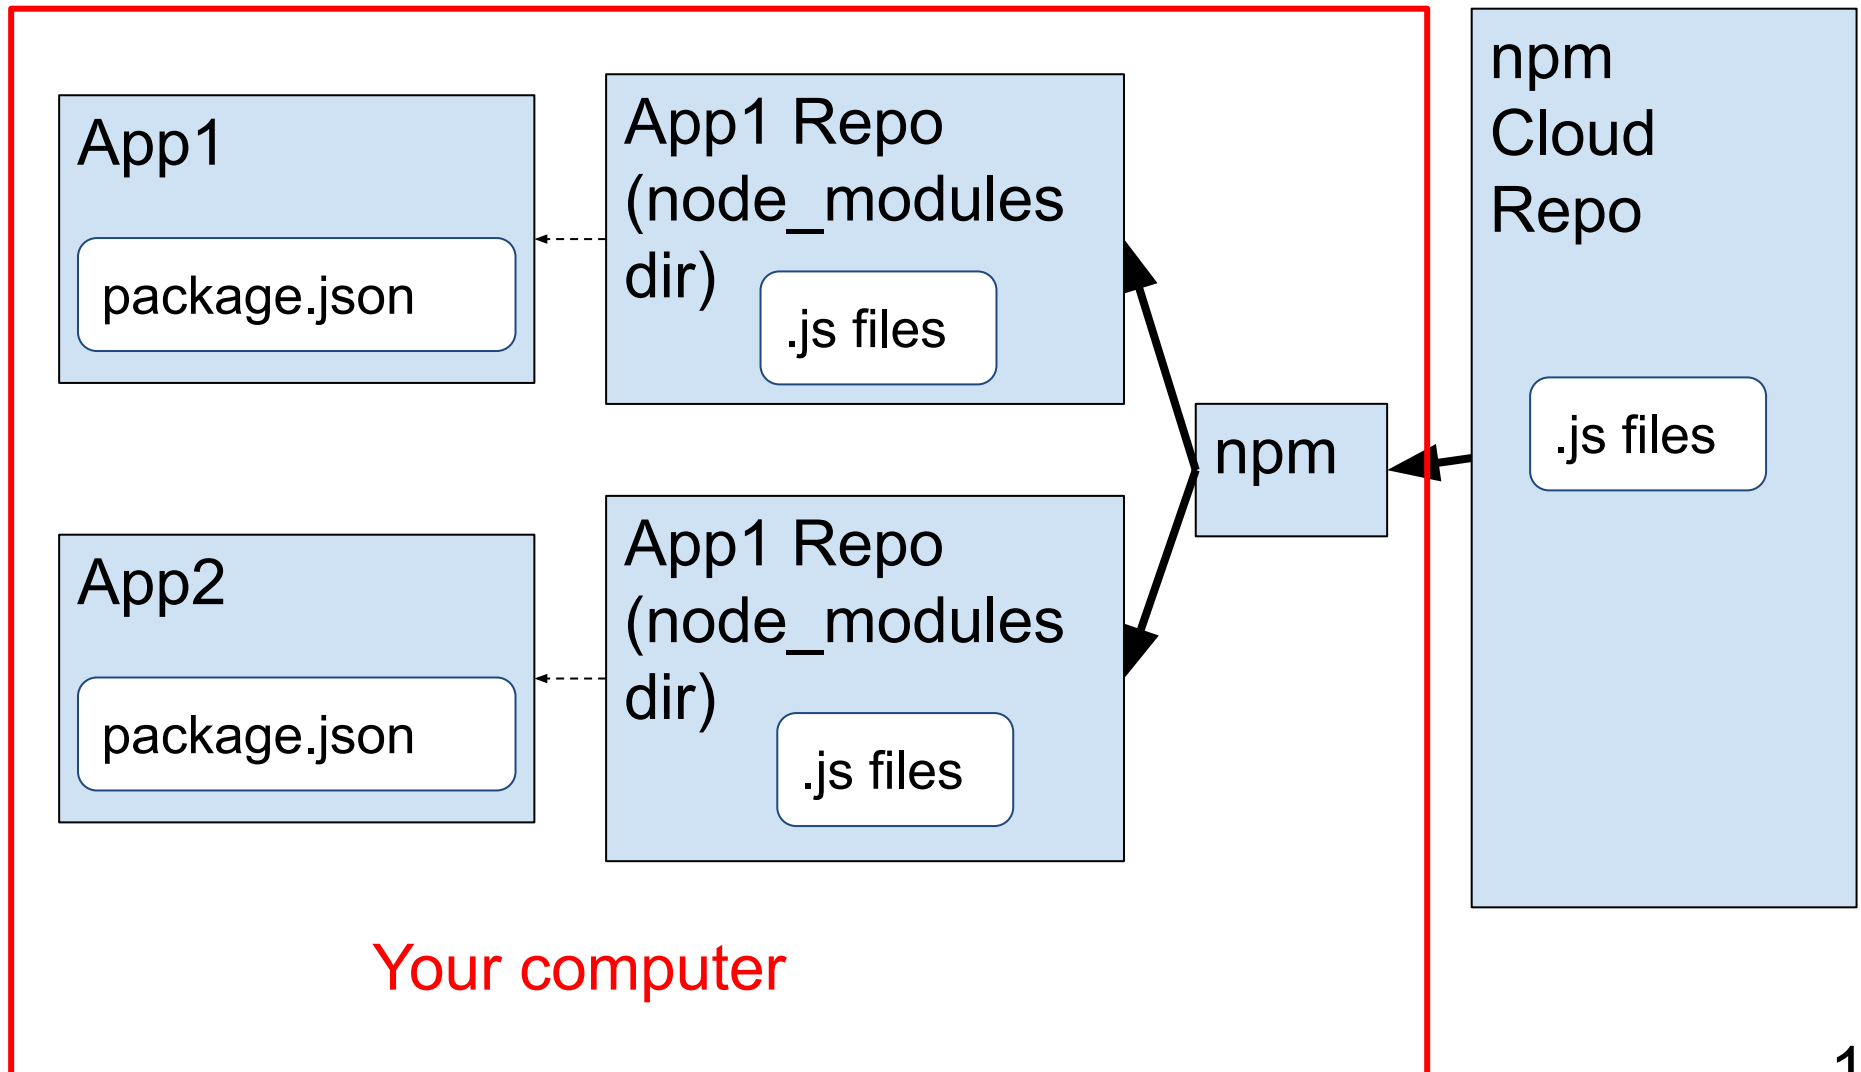 App1
package.json
App1 Repo
(node_modules
dir)
.js files
npm
Cloud
Repo
.js files
npm
App2
package.json
App1 Repo
(node_modules
dir)
.js files
Your computer
1